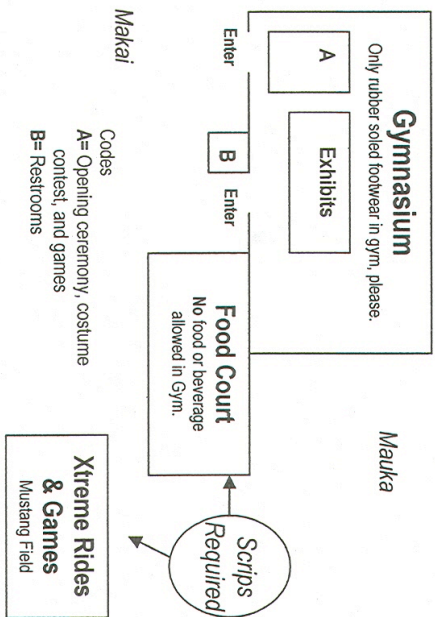 Gymnasium
Only rubber soled footwear in gym, please.
A
Exhibits
Enter
B
Enter
Mauka
Makai
Food Court
No food or beverage
allowed in Gym.
Scrips
Required
Codes
A= Opening ceremony, costume
contest, and games
B= Restrooms
Xtreme Rides
& Games
Mustang Field